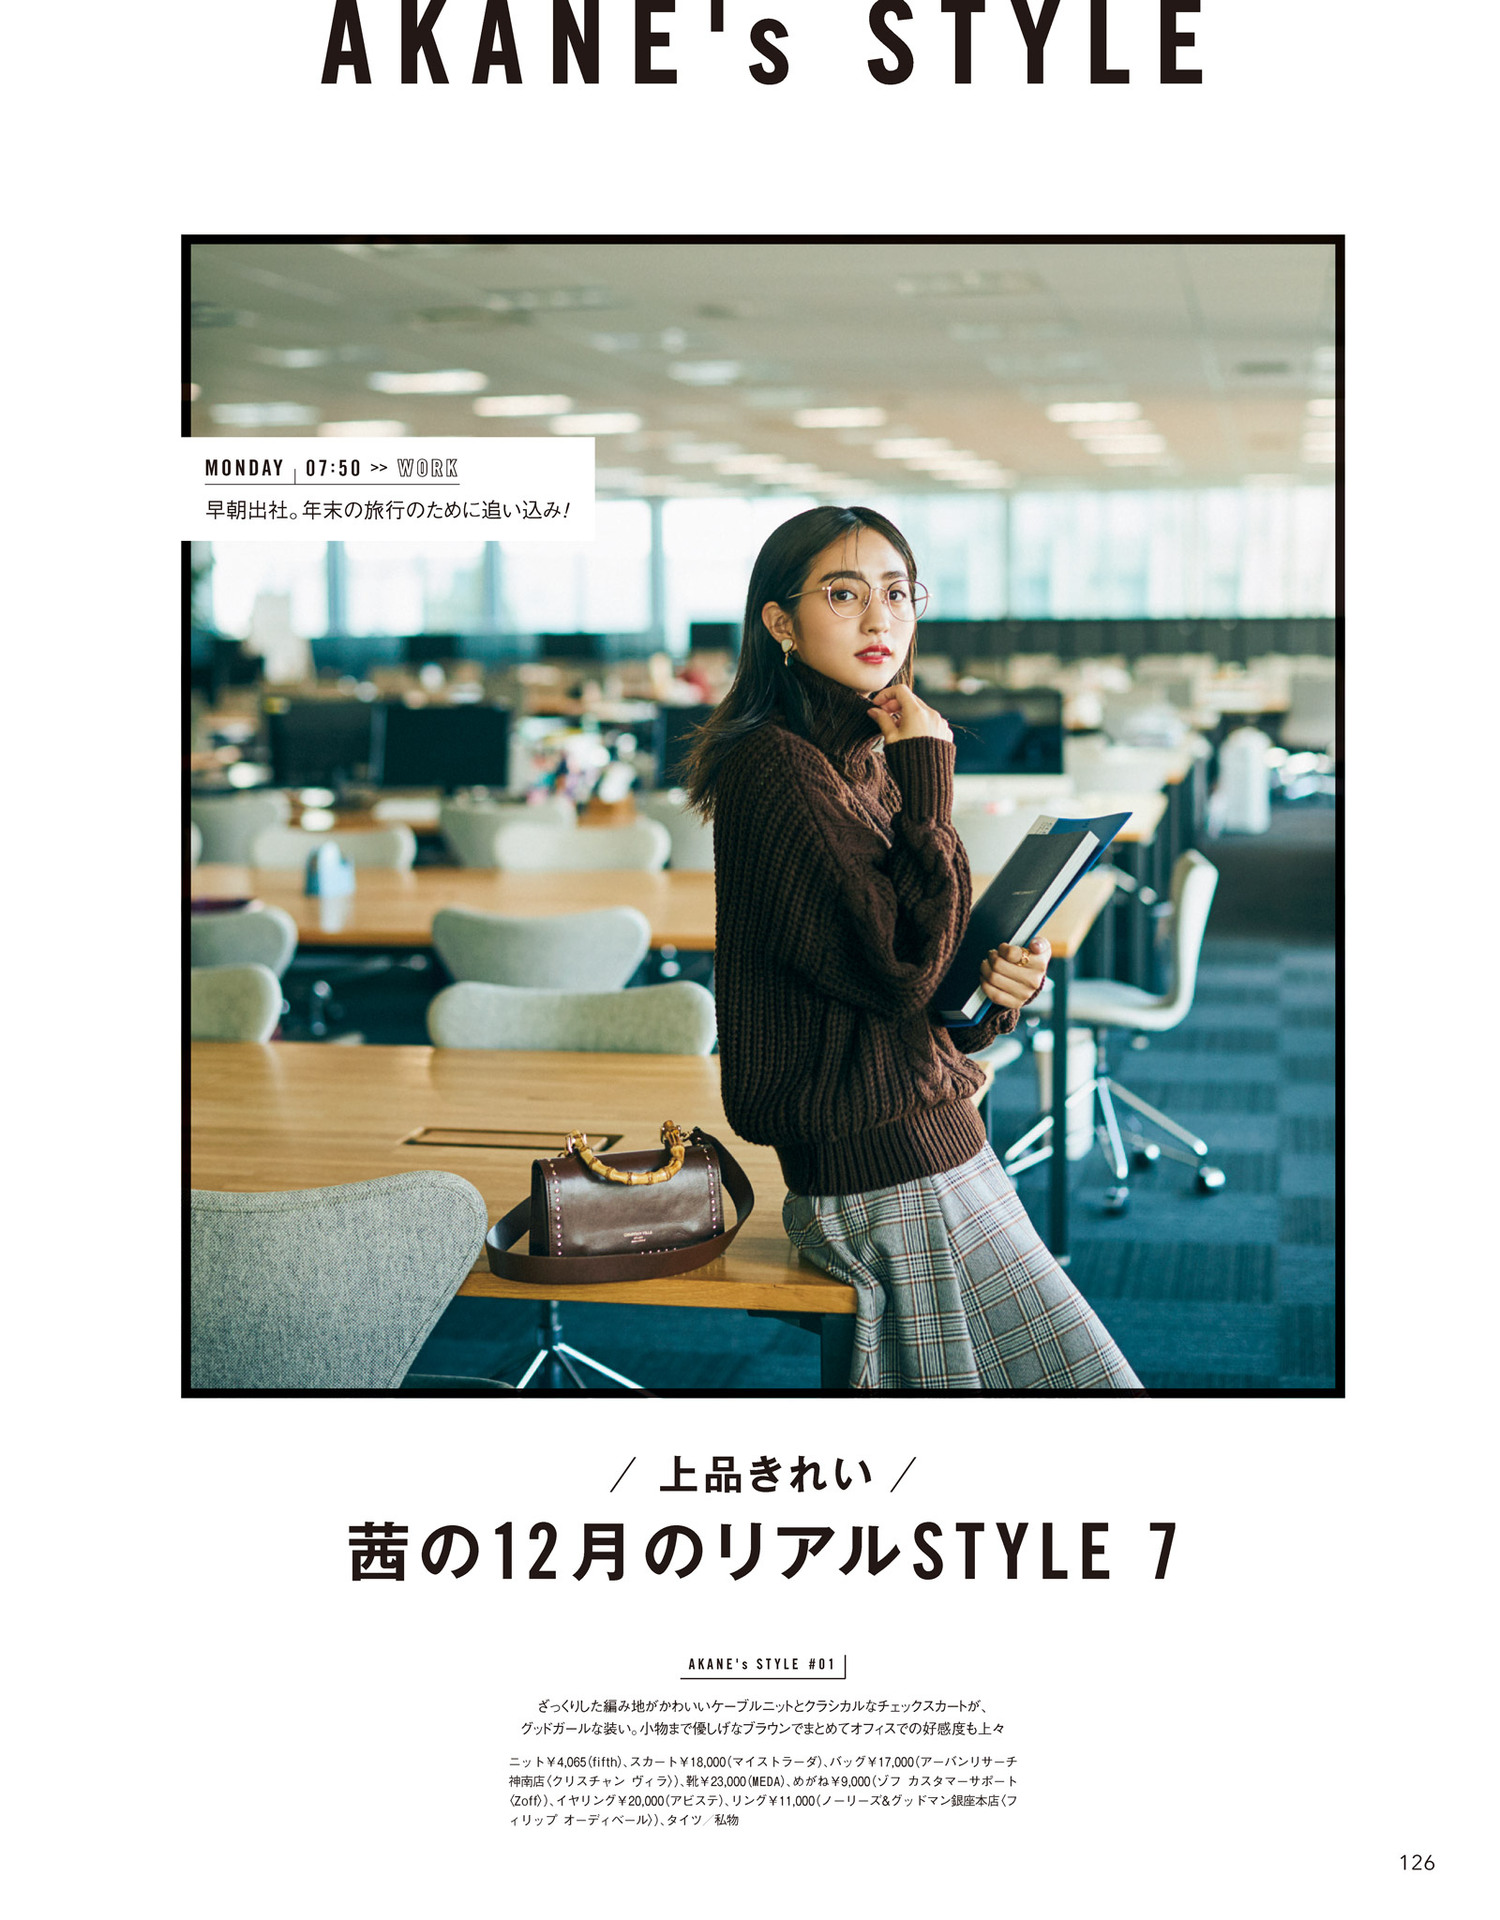 AKANE's STYLE
MONDAY 07:50 >> WORK
早朝出社。年末の旅行のために追い込み!
／ 上品きれい ／
茜の12月のリアルSTYLE 7
AKANE's STYLE #01
ざっくりした編み地がかわいいケーブルニットとクラシカルなチェックスカートが、
グッドガールな装い。小物まで優しげなブラウンでまとめてオフィスでの好感度も上々
ニット¥4,065(fifth)、スカート¥18,000(マイストラーダ)、バッグ¥17,000(アーバンリサーチ
神南店〈クリスチャン ヴィラ〉)、靴¥23,000(MEDA)、めがね¥9,000(ゾフ カスタマーサポート
〈Zoff〉)、イヤリング¥20,000(アビステ)、リング¥11,000(ノーリーズ&グッドマン銀座本店〈フ
ィリップ オーディベール〉)、タイツ／私物
126